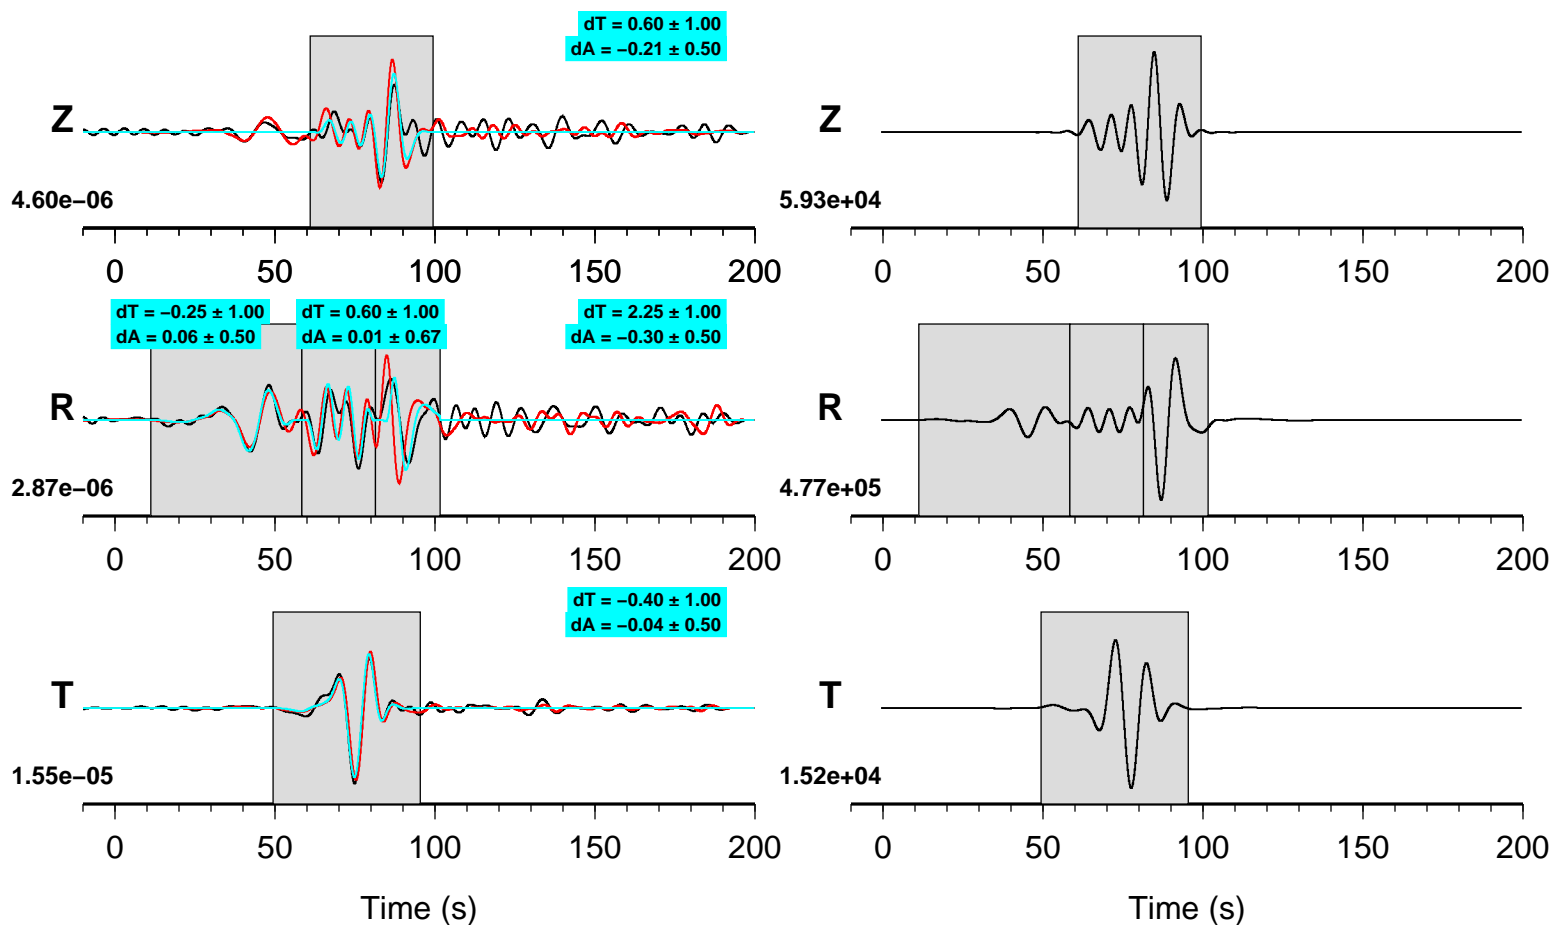 dT = 0.60 ± 1.00
dA = −0.21 ± 0.50
Z
4.60e−06
0 50 100 150 200
Z
5.93e+04
0 50 100 150 200
dT = −0.25 ± 1.00
dA = 0.06 ± 0.50
dT = 0.60 ± 1.00
dA = 0.01 ± 0.67
dT = 2.25 ± 1.00
dA = −0.30 ± 0.50
R
2.87e−06
0 50 100 150 200
R
4.77e+05
0 50 100 150 200
dT = −0.40 ± 1.00
dA = −0.04 ± 0.50
T
1.55e−05
0 50 100 150 200
Time (s)
T
1.52e+04
0 50 100 150 200
Time (s)